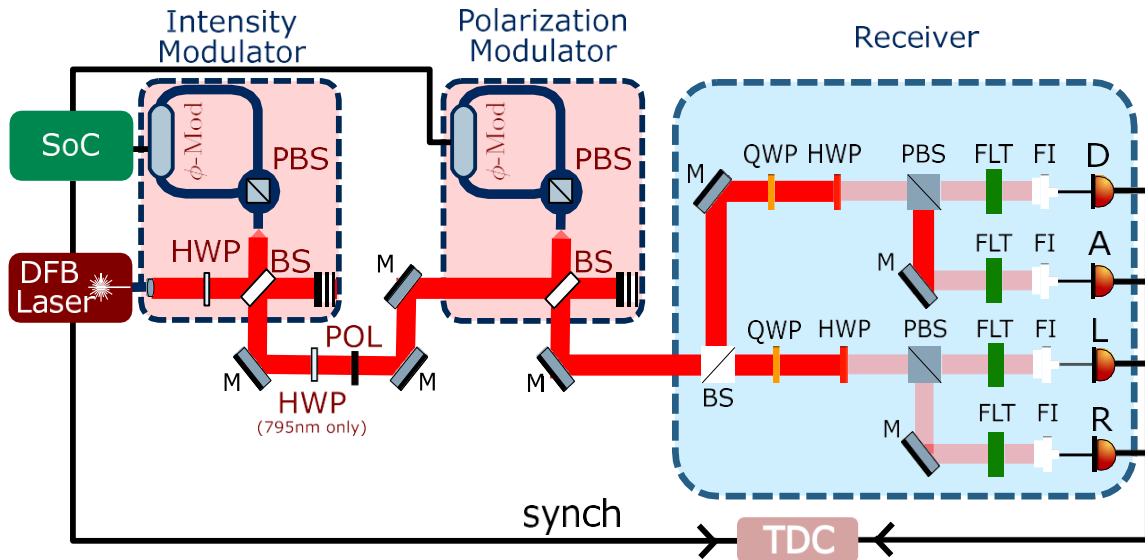 Intensity
Modulator
Polarization
Modulator
Receiver
SoC
ϕ-Mod
PBS
ϕ-Mod
PBS
M
QWP
HWP
PBS
FLT
FI
D
DFB
Laser
HWP
BS
M
BS
M
FLT
FI
A
POL
M
M
HWP
(795nm only)
M
BS
QWP
HWP
PBS
FLT
FI
L
M
FLT
FI
R
synch
TDC